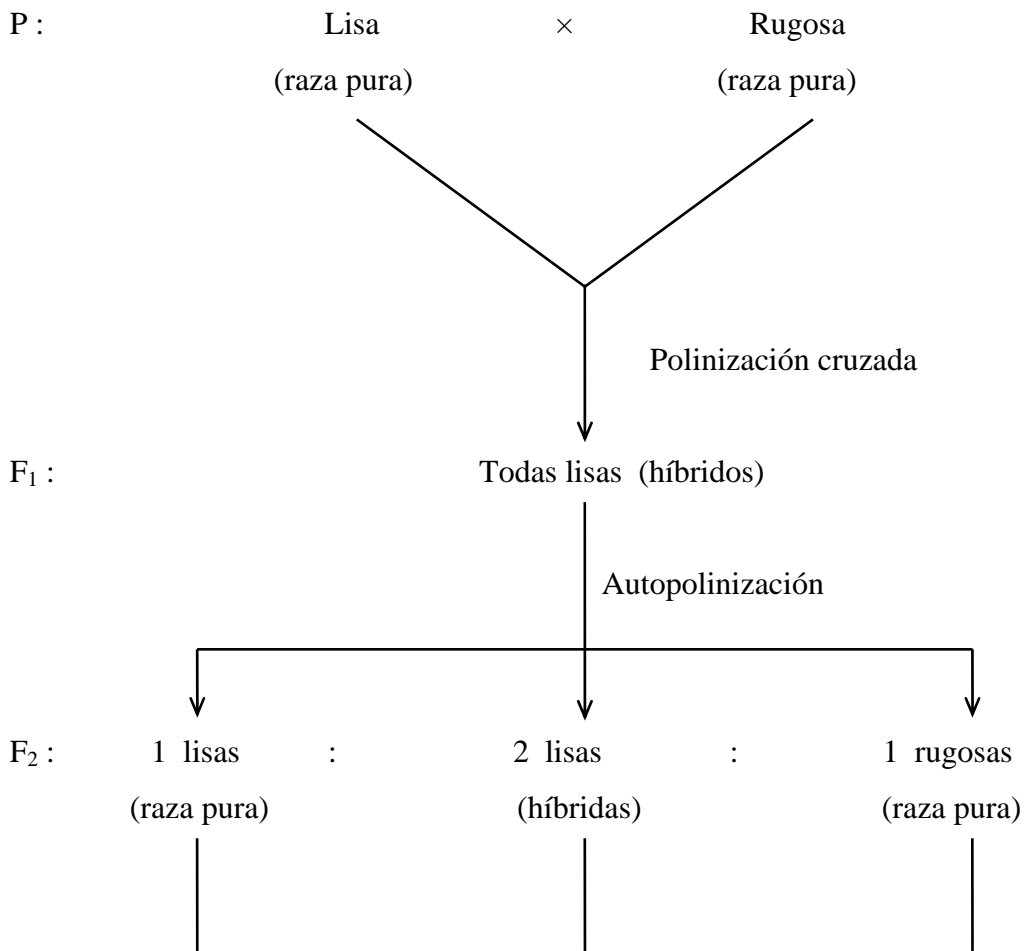 P : Lisa × Rugosa
(raza pura) (raza pura)
Polinización cruzada
F₁ : Todas lisas (híbridos)
Autopolinización
F₂ : 1 lisas : 2 lisas : 1 rugosas
(raza pura) (híbridas) (raza pura)